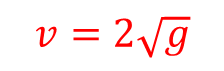 v = 2√g